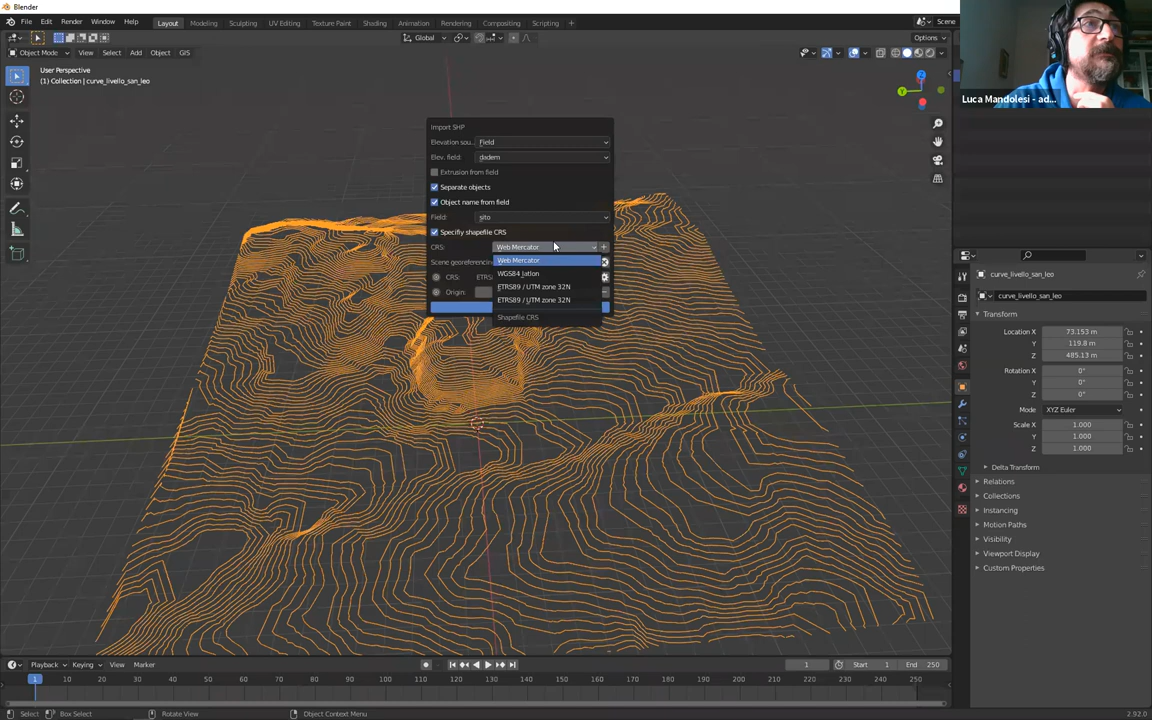 Blender
File Edit Render Window Help Layout Modeling Sculpting UV Editing Texture Paint Shading Animation Rendering Compositing Scripting + Scene
Global Options
Object Mode View Select Add Object GIS
User Perspective
(1) Collection | curve_livello_san_leo
Z
Y
Luca Mandolesi - ad...
Import SHP
Elevation sou... Field
Elev. field: dadem
Extrusion from field
Separate objects
Object name from field
Field: sito
Specifiy shapefile CRS
CRS: Web Mercator
Web Mercator
Scene georeferencing
WGS84 latlon
CRS: ETRS
ETRS89 / UTM zone 32N
Origin:
ETRS89 / UTM zone 32N
Shapefile CRS
curve_livello_san_leo
curve_livello_san_leo
Transform
Location X 73.153 m
Y 119.8 m
Z 485.13 m
Rotation X 0°
Y 0°
Z 0°
Mode XYZ Euler
Scale X 1.000
Y 1.000
Z 1.000
Delta Transform
Relations
Collections
Instancing
Motion Paths
Visibility
Viewport Display
Custom Properties
Playback Keying View Marker 1 Start 1 End 250
1 10 20 30 40 50 60 70 80 90 100 110 120 130 140 150 160 170 180 190 200 210 220 230 240 250
Select Box Select Rotate View Object Context Menu 2.92.0